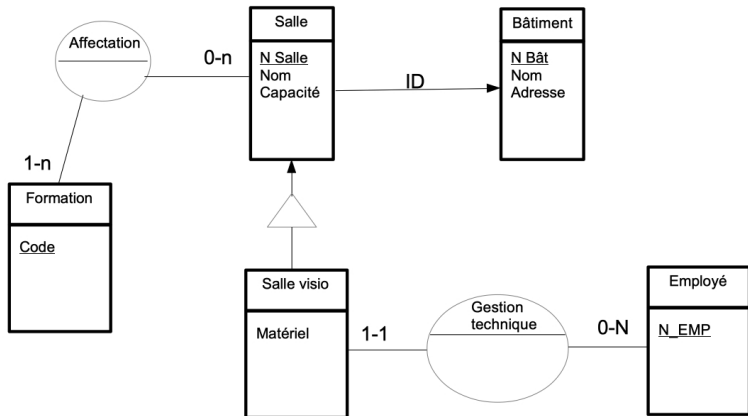 Salle
N Salle
Nom
Capacité
Bâtiment
N Bât
Nom
Adresse
Affectation
0-n
ID
1-n
Formation
Code
Salle visio
Matériel
1-1
Gestion
technique
0-N
Employé
N_EMP